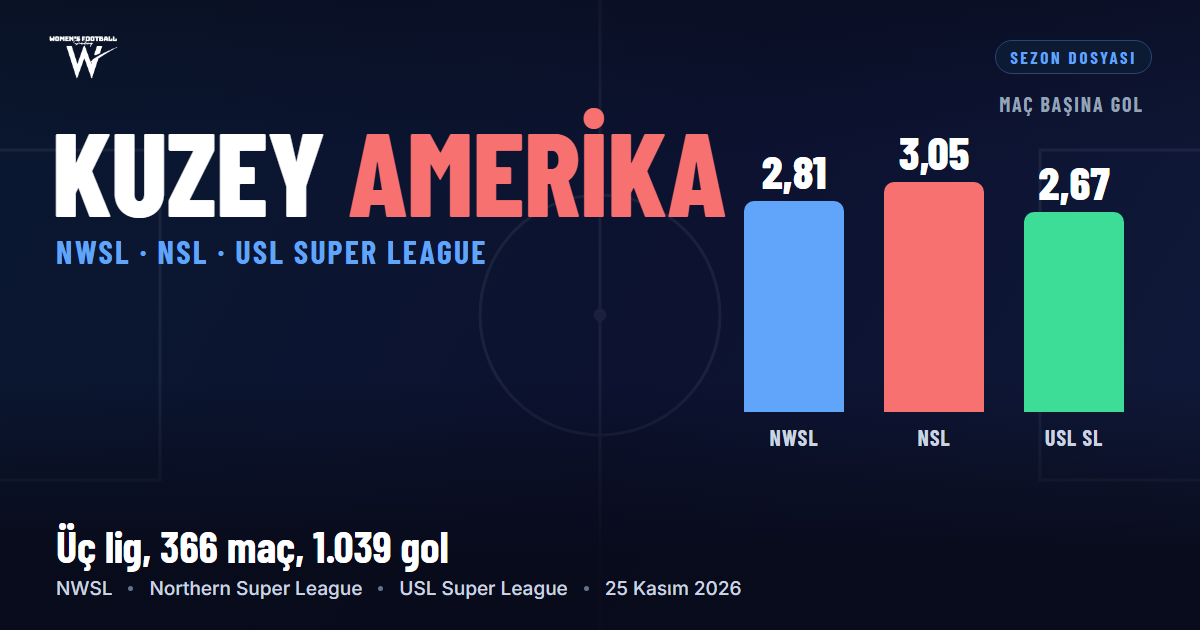 WOMEN'S FOOTBALL
SEZON DOSYASI
MAÇ BAŞINA GOL
KUZEY AMERİKA
NWSL · NSL · USL SUPER LEAGUE
2,81
3,05
2,67
NWSL
NSL
USL SL
Üç lig, 366 maç, 1.039 gol
NWSL • Northern Super League • USL Super League • 25 Kasım 2026